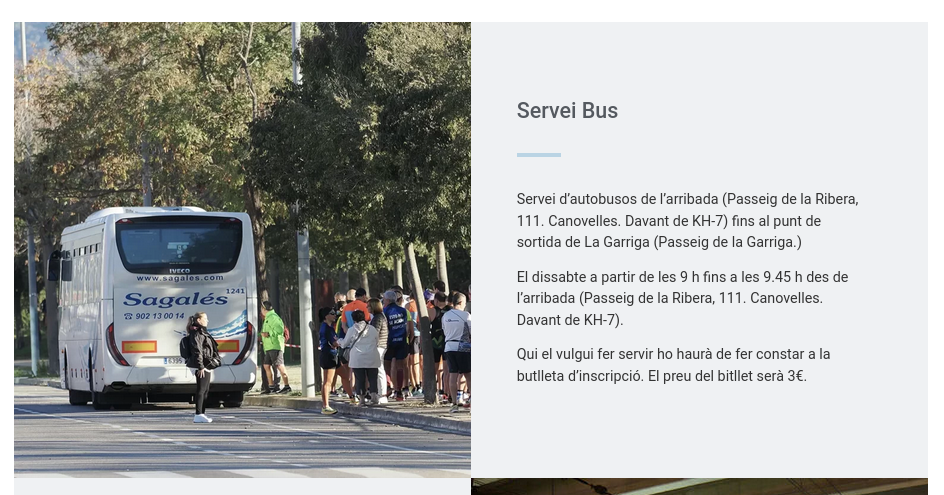 IVECO
www.sagales.com
Sagalés
1241
902 13 00 14
Servei Bus
Servei d’autobusos de l’arribada (Passeig de la Ribera,
111. Canovelles. Davant de KH-7) fins al punt de
sortida de La Garriga (Passeig de la Garriga.)
El dissabte a partir de les 9 h fins a les 9.45 h des de
l’arribada (Passeig de la Ribera, 111. Canovelles.
Davant de KH-7).
Qui el vulgui fer servir ho haurà de fer constar a la
butlleta d’inscripció. El preu del bitllet serà 3€.